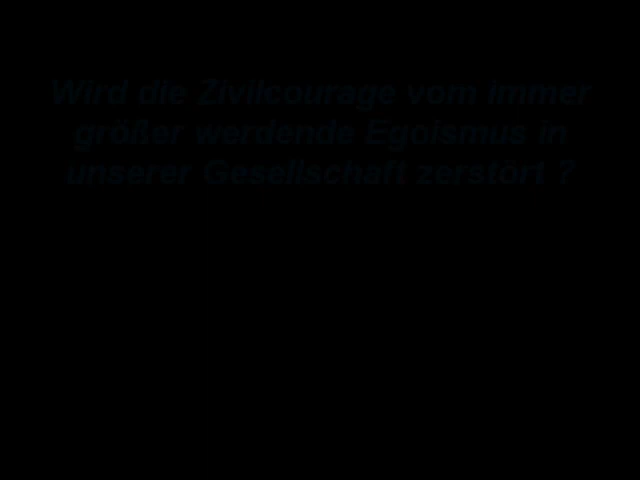 Wird die Zivilcourage vom immer
größer werdende Egoismus in
unserer Gesellschaft zerstört ?